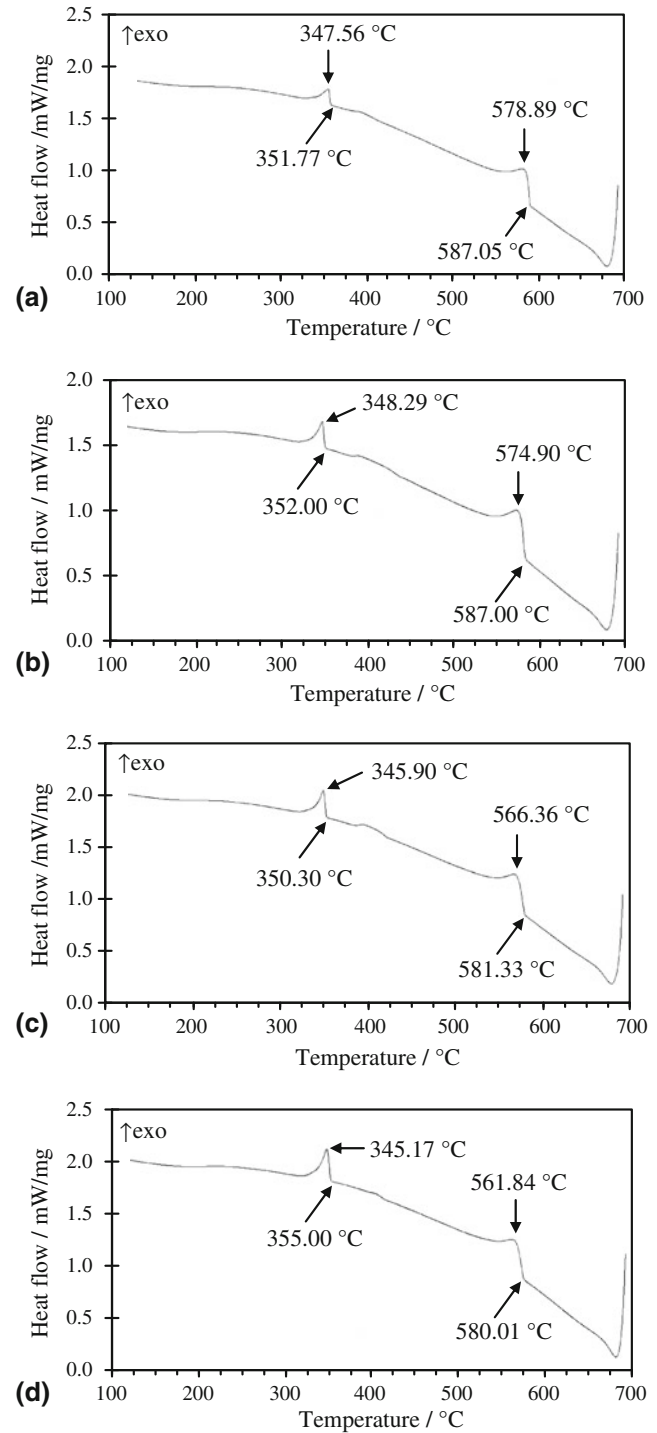 ↑exo
347.56 °C
578.89 °C
351.77 °C
587.05 °C
2.5
2.0
1.5
1.0
0.5
0.0
Heat flow /mW/mg
100 200 300 400 500 600 700
Temperature / °C
(a)
↑exo
348.29 °C
574.90 °C
352.00 °C
587.00 °C
2.0
1.5
1.0
0.5
0.0
Heat flow / mW/mg
100 200 300 400 500 600 700
Temperature / °C
(b)
↑exo
345.90 °C
566.36 °C
350.30 °C
581.33 °C
2.5
2.0
1.5
1.0
0.5
0.0
Heat flow /mW/mg
100 200 300 400 500 600 700
Temperature / °C
(c)
↑exo
345.17 °C
561.84 °C
355.00 °C
580.01 °C
2.5
2.0
1.5
1.0
0.5
0.0
Heat flow / mW/mg
100 200 300 400 500 600 700
Temperature / °C
(d)